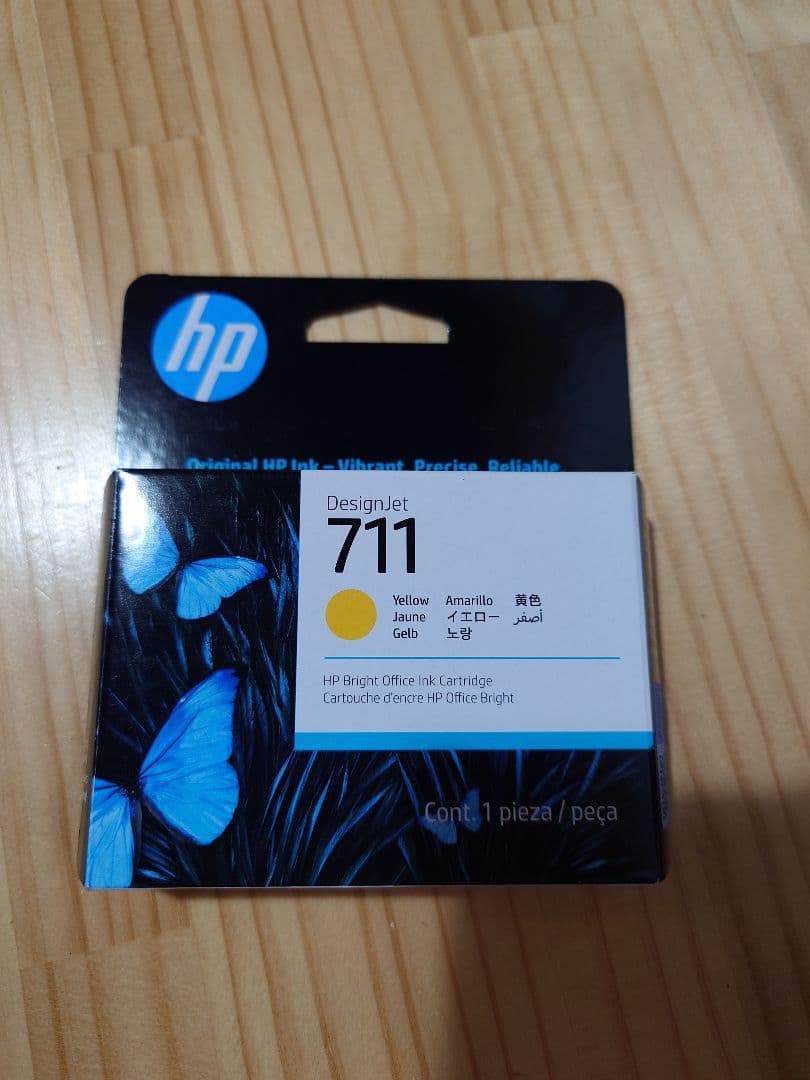 hp
Original HP Ink – Vibrant, Precise, Reliable
DesignJet
711
Yellow Amarillo 黄色
Jaune イエロー أصفر
Gelb 노랑
HP Bright Office Ink Cartridge
Cartouche d'encre HP Office Bright
Cont. 1 pieza / peça